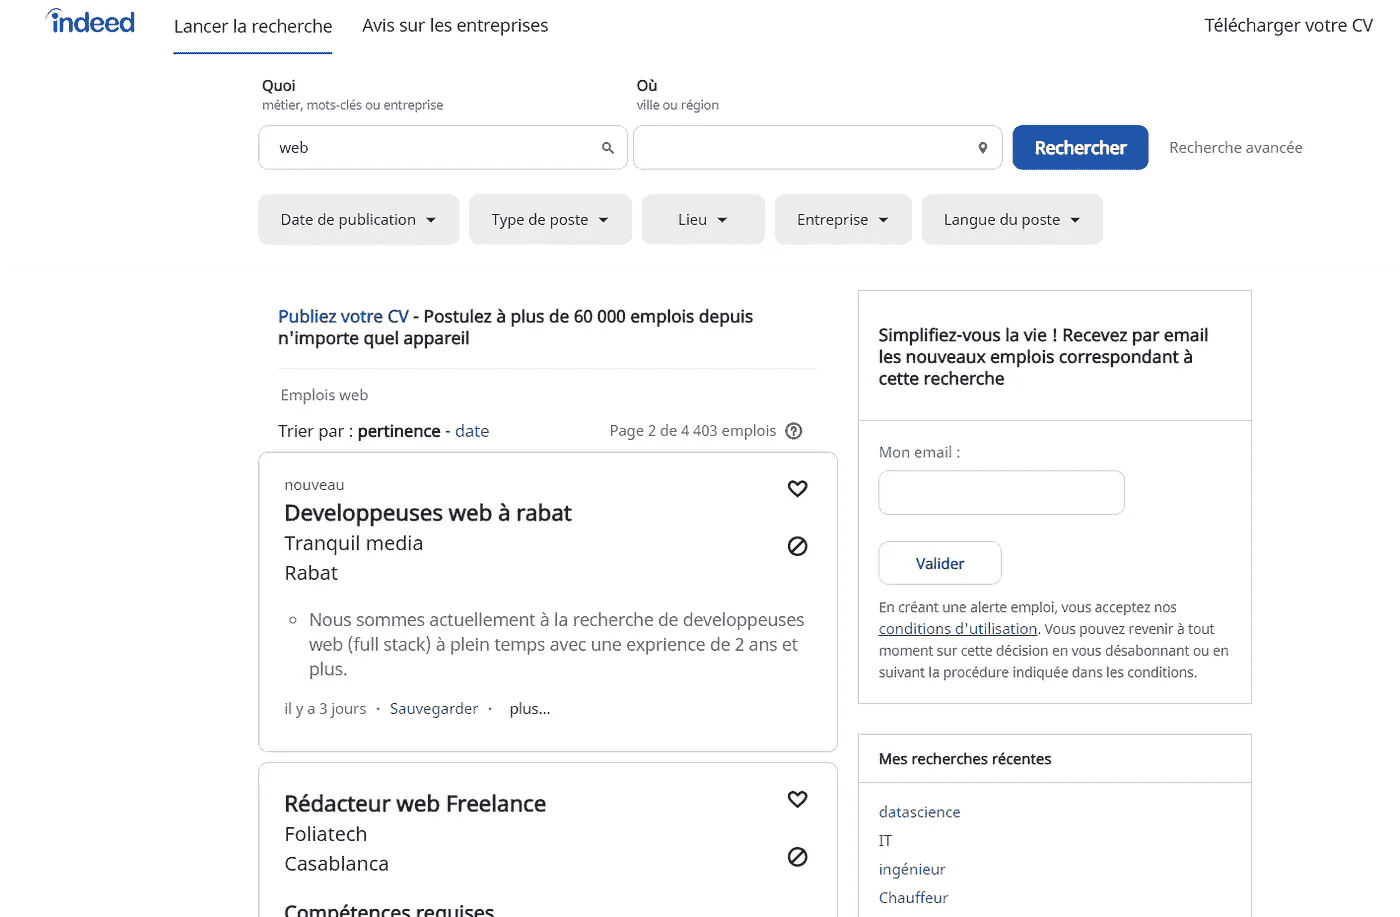 indeed
Lancer la recherche
Avis sur les entreprises
Télécharger votre CV
Quoi
métier, mots-clés ou entreprise
Où
ville ou région
web
Rechercher
Recherche avancée
Date de publication
Type de poste
Lieu
Entreprise
Langue du poste
Publiez votre CV - Postulez à plus de 60 000 emplois depuis
n'importe quel appareil
Emplois web
Trier par : pertinence - date
Page 2 de 4 403 emplois
nouveau
Developpeuses web à rabat
Tranquil media
Rabat
Nous sommes actuellement à la recherche de developpeuses
web (full stack) à plein temps avec une exprience de 2 ans et
plus.
il y a 3 jours · Sauvegarder · plus...
Rédacteur web Freelance
Foliatech
Casablanca
Compétences requises
Simplifiez-vous la vie ! Recevez par email
les nouveaux emplois correspondant à
cette recherche
Mon email :
Valider
En créant une alerte emploi, vous acceptez nos
conditions d'utilisation. Vous pouvez revenir à tout
moment sur cette décision en vous désabonnant ou en
suivant la procédure indiquée dans les conditions.
Mes recherches récentes
datascience
IT
ingénieur
Chauffeur